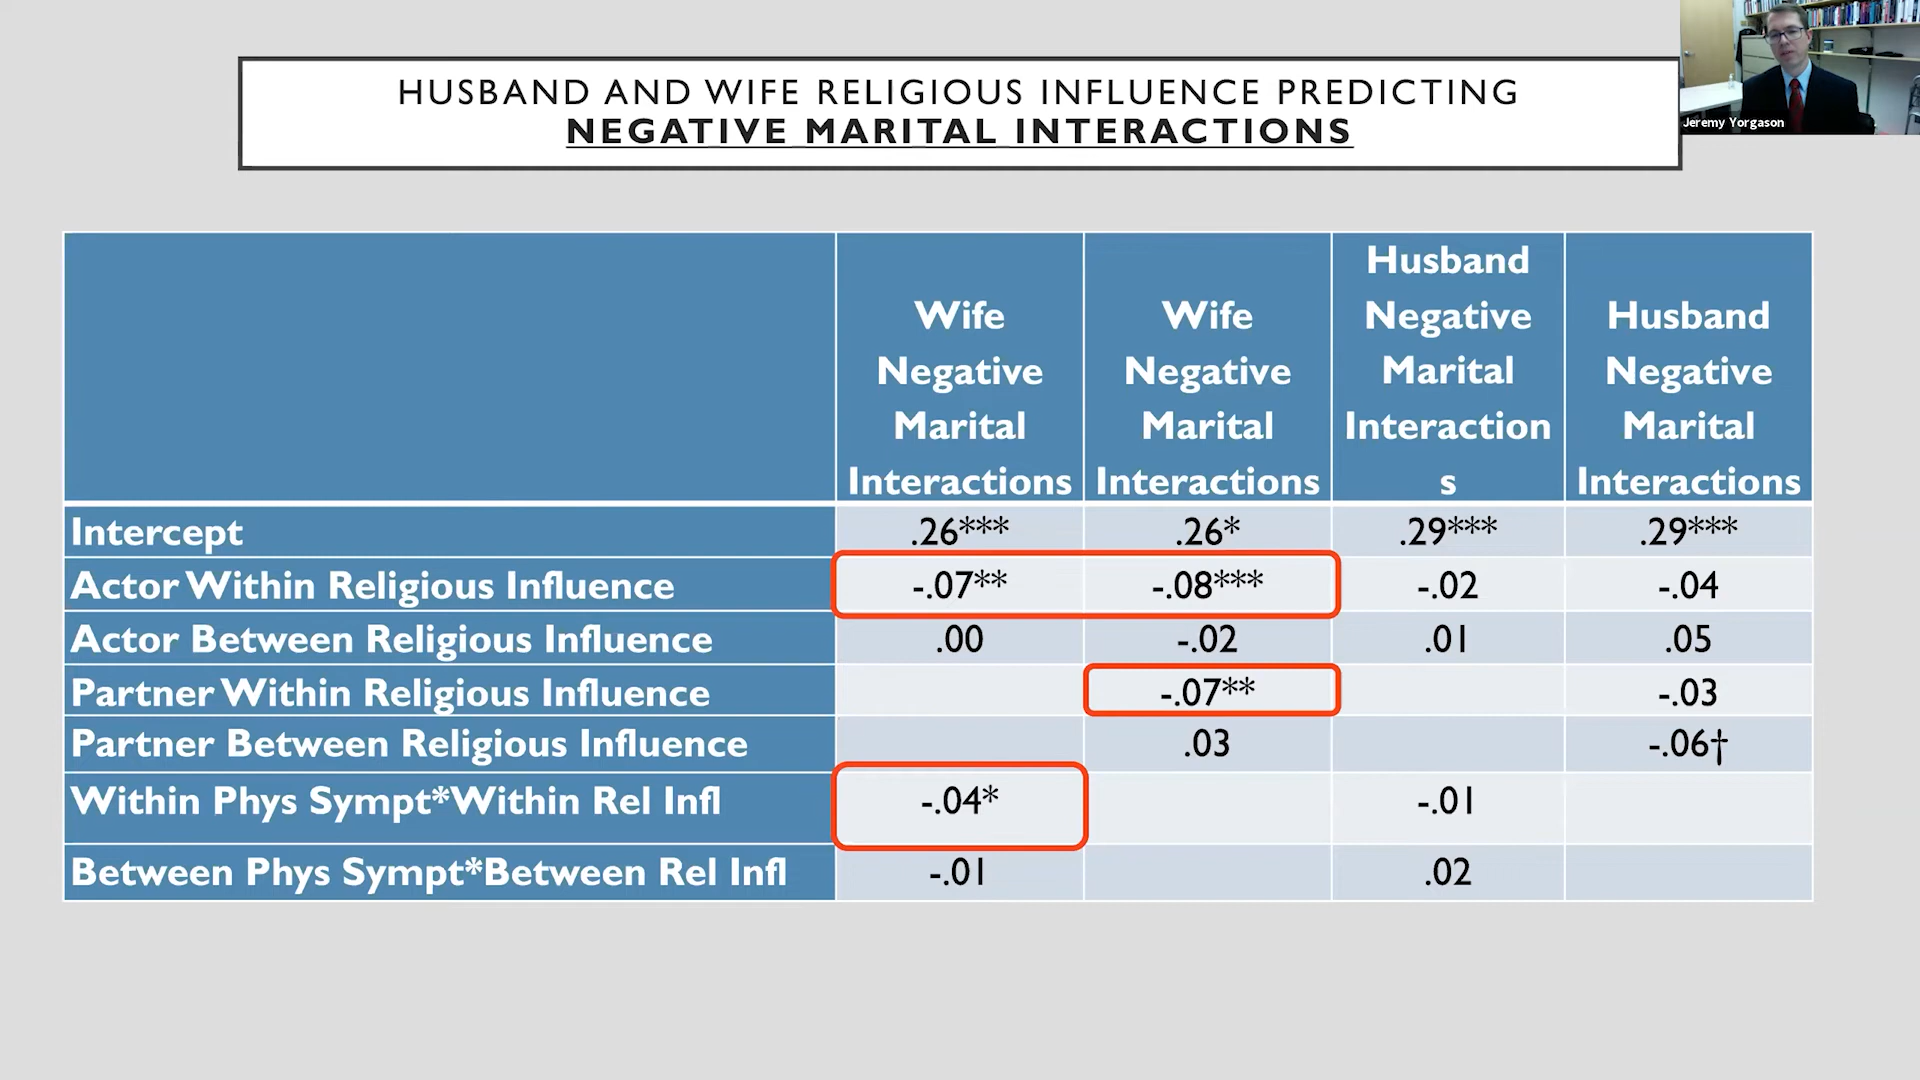 HUSBAND AND WIFE RELIGIOUS INFLUENCE PREDICTING
NEGATIVE MARITAL INTERACTIONS
Jeremy Yorgason
Wife Negative Marital Interactions
Wife Negative Marital Interactions
Husband Negative Marital Interactions
Husband Negative Marital Interactions
Intercept .26*** .26* .29*** .29***
Actor Within Religious Influence -.07** -.08*** -.02 -.04
Actor Between Religious Influence .00 -.02 .01 .05
Partner Within Religious Influence -.07** -.03
Partner Between Religious Influence .03 -.06†
Within Phys Sympt*Within Rel Infl -.04* -.01
Between Phys Sympt*Between Rel Infl -.01 .02